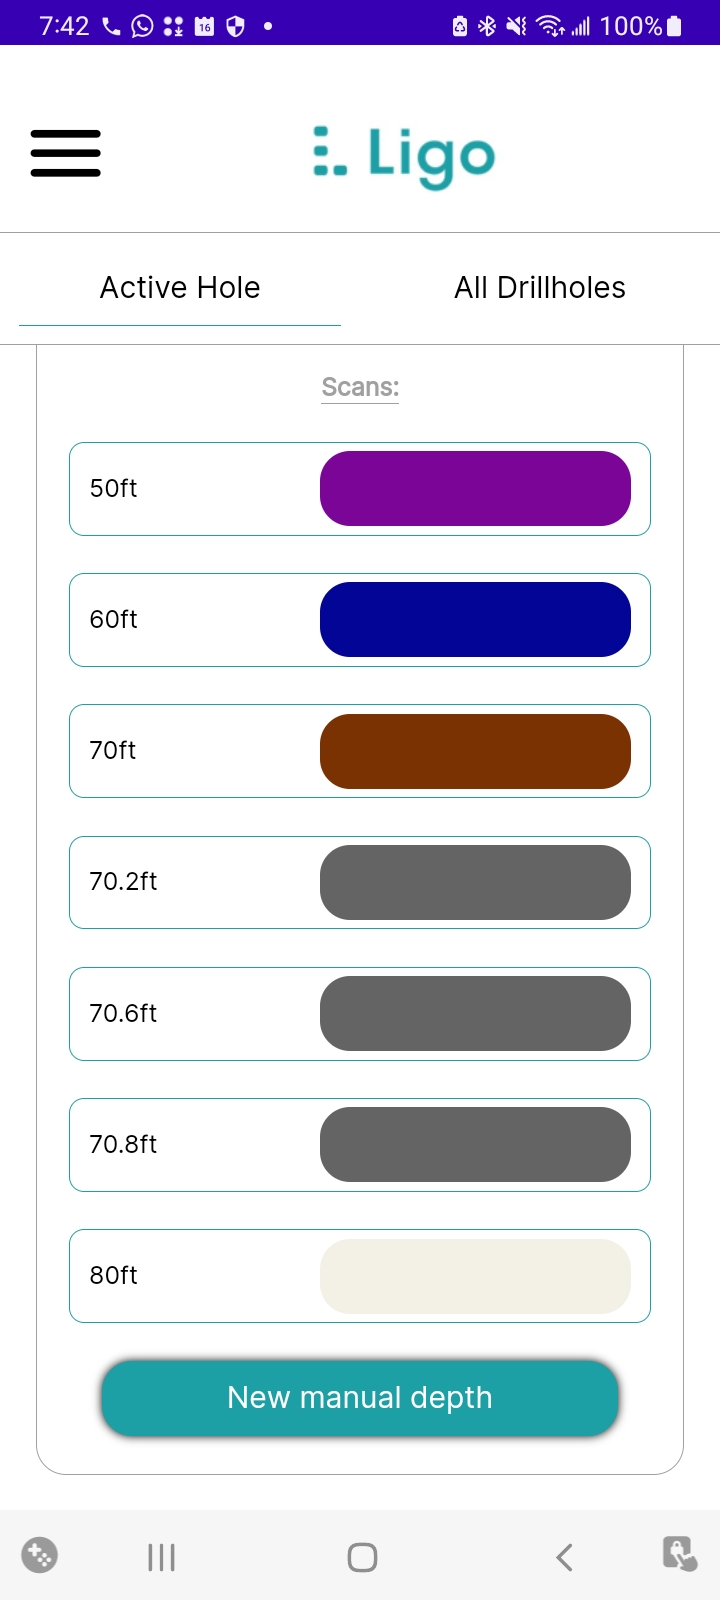 7:42 16 100%
Ligo
Active Hole All Drillholes
Scans:
50ft
60ft
70ft
70.2ft
70.6ft
70.8ft
80ft
New manual depth